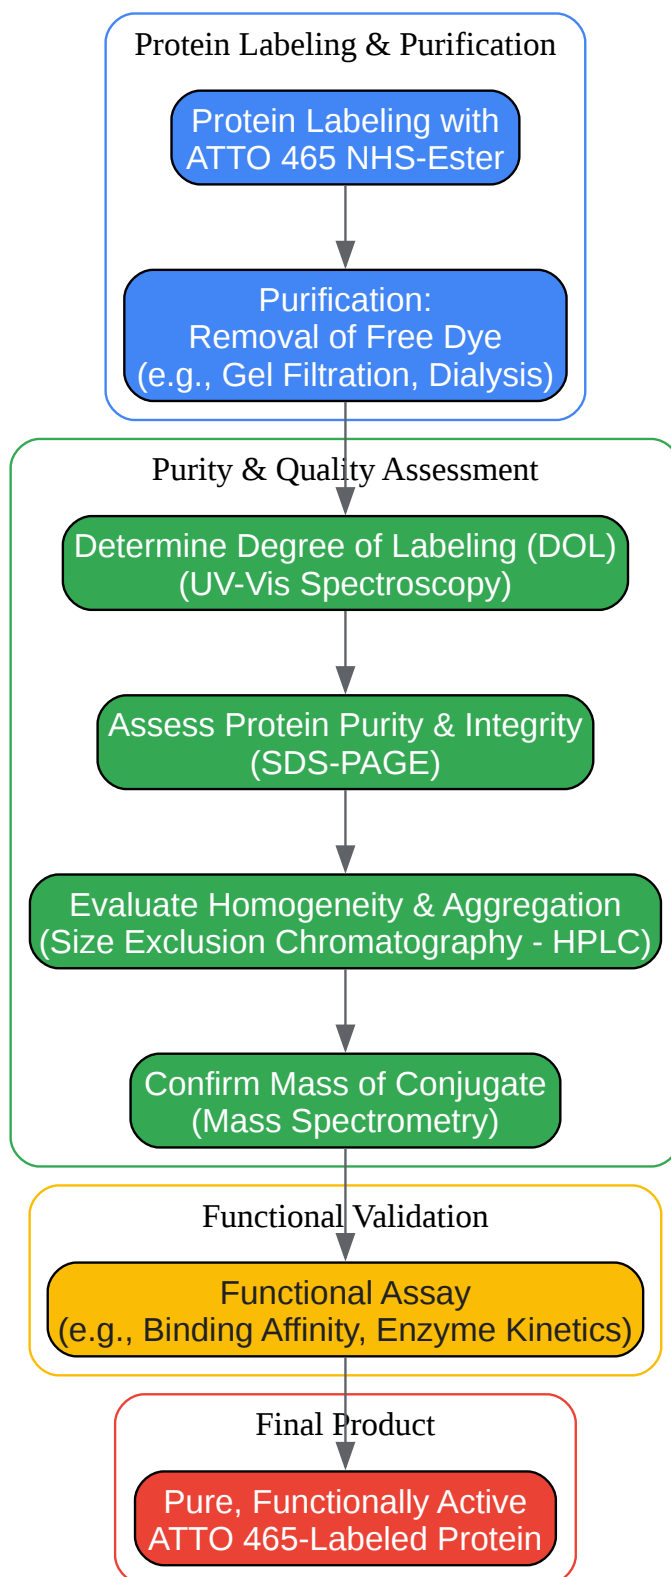 Protein Labeling & Purification
Protein Labeling with
ATTO 465 NHS-Ester
Purification:
Removal of Free Dye
(e.g., Gel Filtration, Dialysis)
Purity & Quality Assessment
Determine Degree of Labeling (DOL)
(UV-Vis Spectroscopy)
Assess Protein Purity & Integrity
(SDS-PAGE)
Evaluate Homogeneity & Aggregation
(Size Exclusion Chromatography - HPLC)
Confirm Mass of Conjugate
(Mass Spectrometry)
Functional Validation
Functional Assay
(e.g., Binding Affinity, Enzyme Kinetics)
Final Product
Pure, Functionally Active
ATTO 465-Labeled Protein